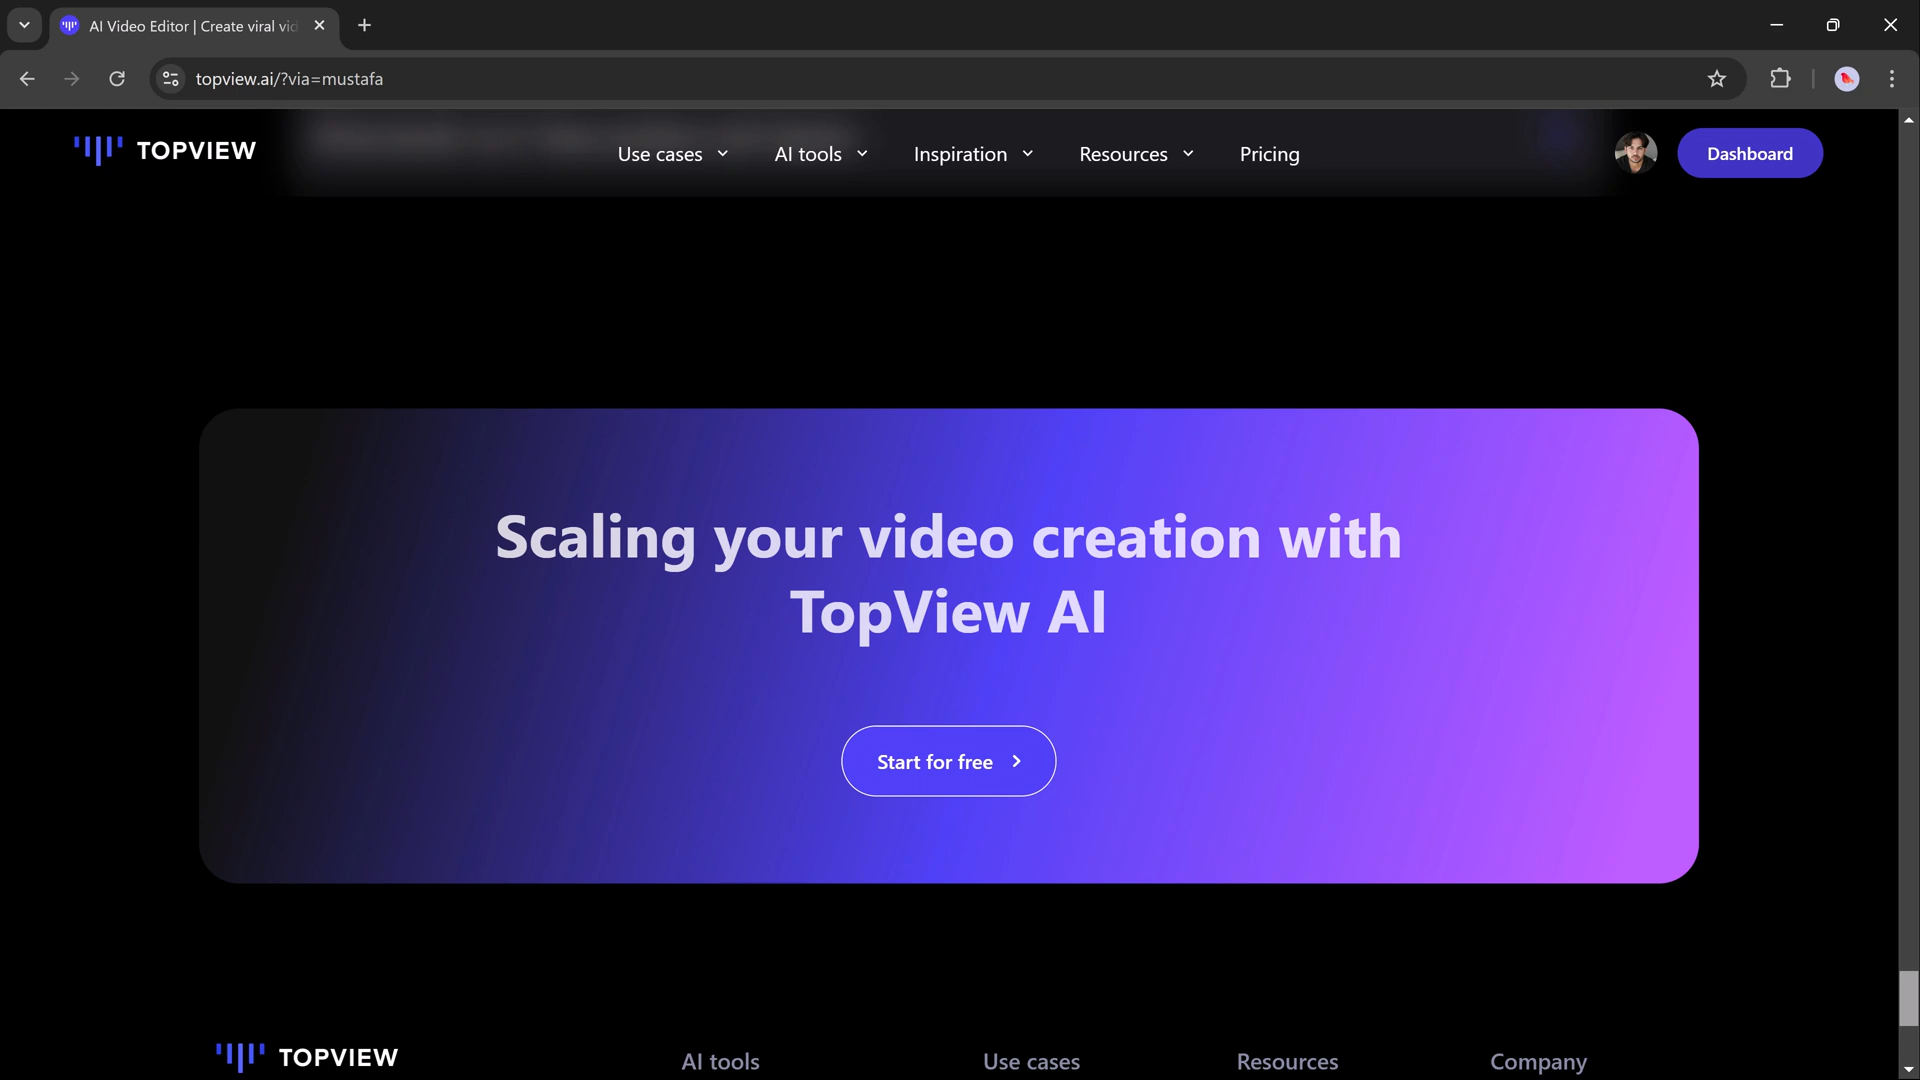 AI Video Editor | Create viral vid
topview.ai/?via=mustafa
TOPVIEW
Use cases
AI tools
Inspiration
Resources
Pricing
Dashboard
Scaling your video creation with
TopView AI
Start for free
TOPVIEW
AI tools
Use cases
Resources
Company